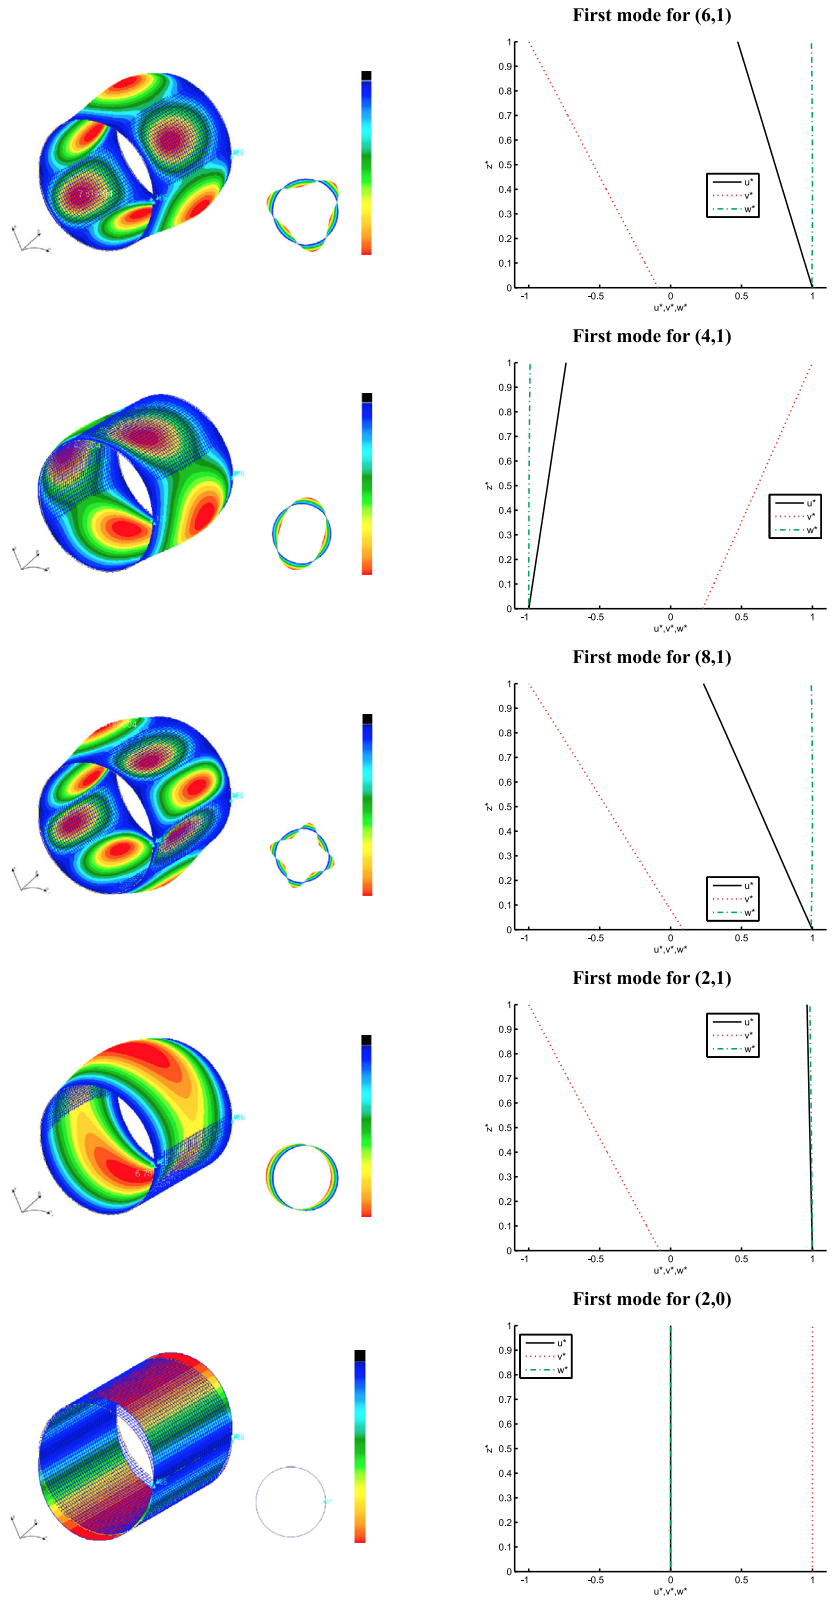 First mode for (6,1)
1
0.9
0.8
0.7
0.6
0.5
0.4
0.3
0.2
0.1
0
z*
u*
v*
w*
-1 -0.5 0 0.5 1
u*,v*,w*
First mode for (4,1)
1
0.9
0.8
0.7
0.6
0.5
0.4
0.3
0.2
0.1
0
z*
u*
v*
w*
-1 -0.5 0 0.5 1
u*,v*,w*
First mode for (8,1)
1
0.9
0.8
0.7
0.6
0.5
0.4
0.3
0.2
0.1
0
z*
u*
v*
w*
-1 -0.5 0 0.5 1
u*,v*,w*
First mode for (2,1)
1
0.9
0.8
0.7
0.6
0.5
0.4
0.3
0.2
0.1
0
z*
u*
v*
w*
-1 -0.5 0 0.5 1
u*,v*,w*
First mode for (2,0)
1
0.9
0.8
0.7
0.6
0.5
0.4
0.3
0.2
0.1
0
z*
u*
v*
w*
-1 -0.5 0 0.5 1
u*,v*,w*